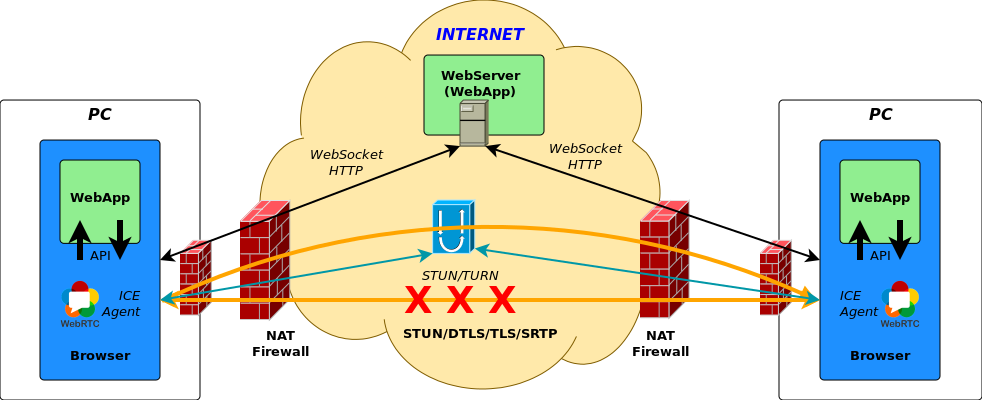 INTERNET
WebServer
(WebApp)
PC
PC
WebSocket
HTTP
WebSocket
HTTP
WebApp
WebApp
API
API
ICE
Agent
WebRTC
Browser
STUN/TURN
X X X
STUN/DTLS/TLS/SRTP
NAT
Firewall
NAT
Firewall
ICE
Agent
WebRTC
Browser